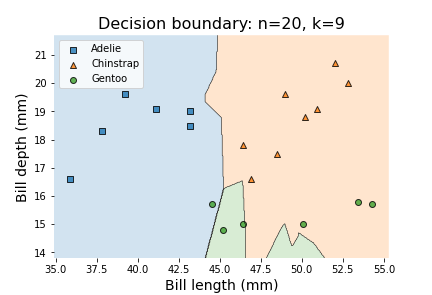 Decision boundary: n=20, k=9
Adelie
Chinstrap
Gentoo
21
20
19
18
17
16
15
14
35.0 37.5 40.0 42.5 45.0 47.5 50.0 52.5 55.0
Bill depth (mm)
Bill length (mm)